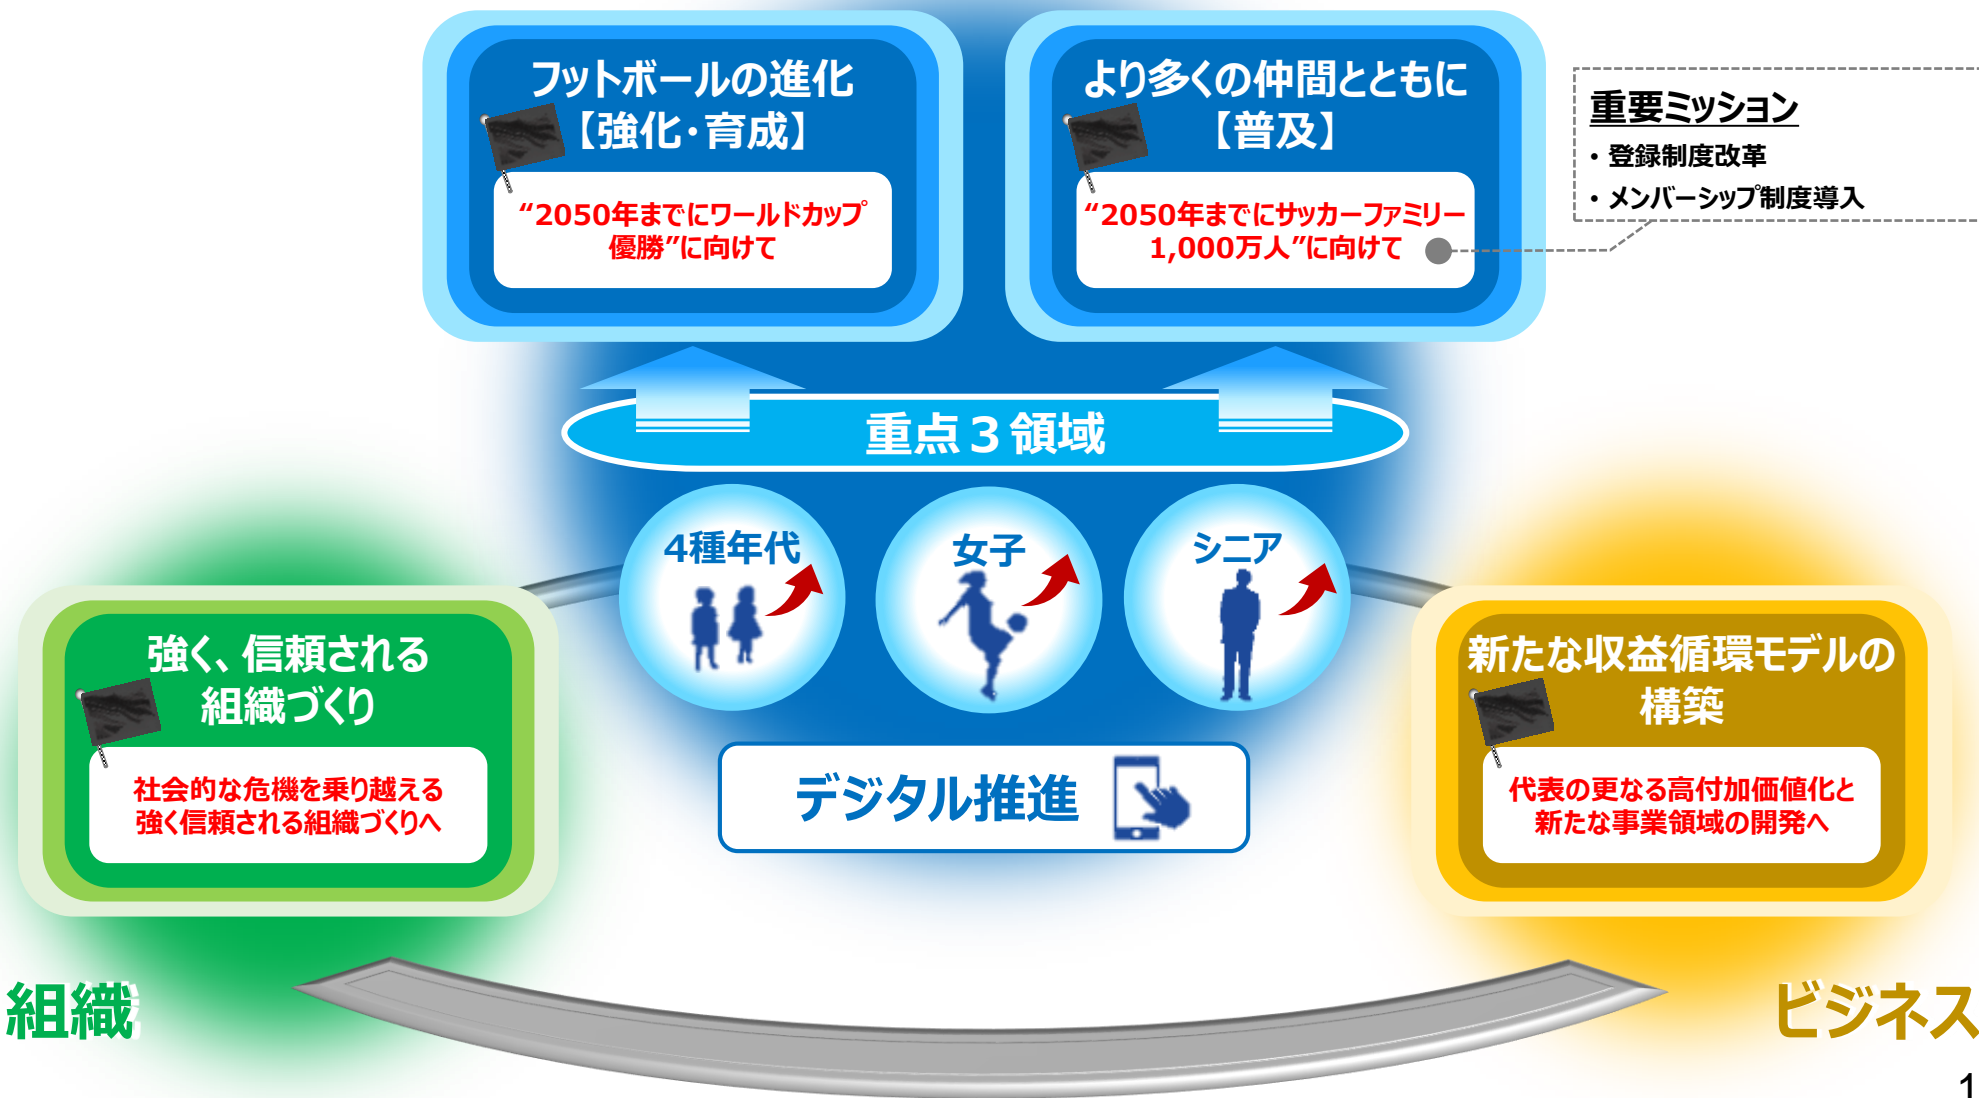 フットボールの進化
【強化・育成】
“2050年までにワールドカップ
優勝”に向けて
より多くの仲間とともに
【普及】
“2050年までにサッカーファミリー
1,000万人”に向けて
重要ミッション
・登録制度改革
・メンバーシップ制度導入
重点３領域
4種年代
女子
シニア
デジタル推進
強く、信頼される
組織づくり
社会的な危機を乗り越える
強く信頼される組織づくりへ
新たな収益循環モデルの
構築
代表の更なる高付加価値化と
新たな事業領域の開発へ
組織
ビジネス
1